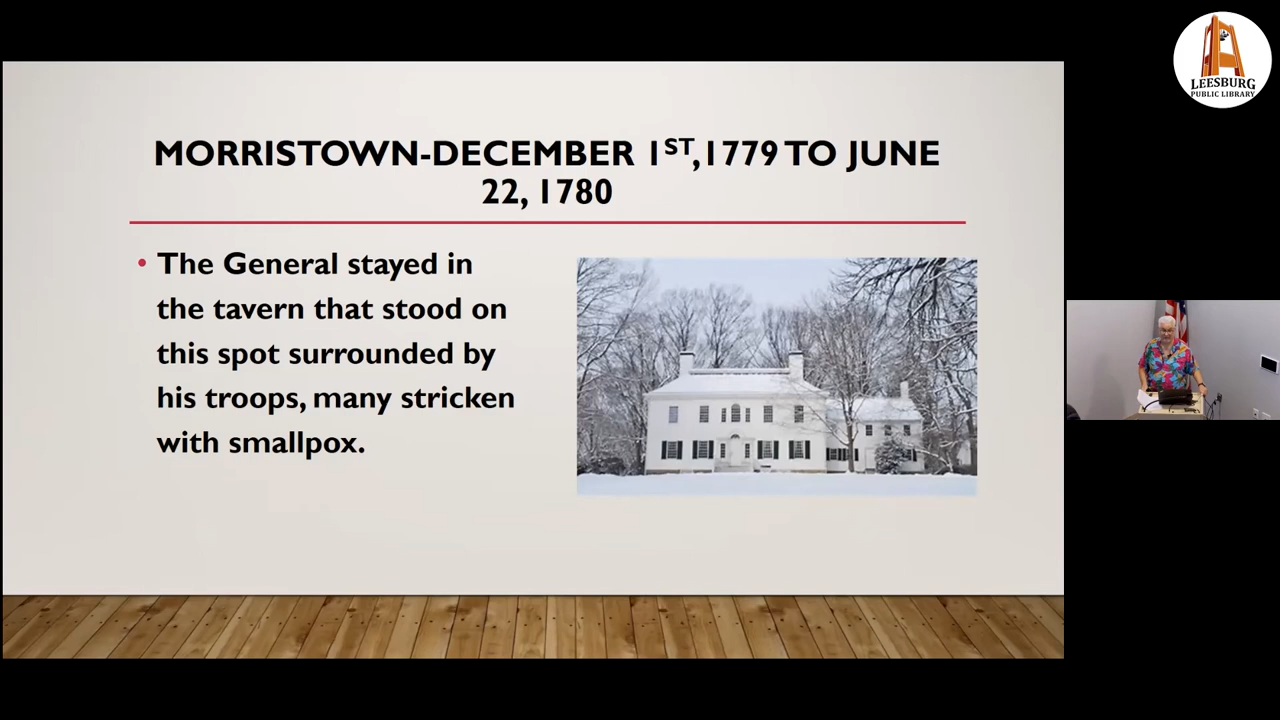 MORRISTOWN-DECEMBER 1ST,1779 TO JUNE
22, 1780
• The General stayed in
the tavern that stood on
this spot surrounded by
his troops, many stricken
with smallpox.
LEESBURG
PUBLIC LIBRARY